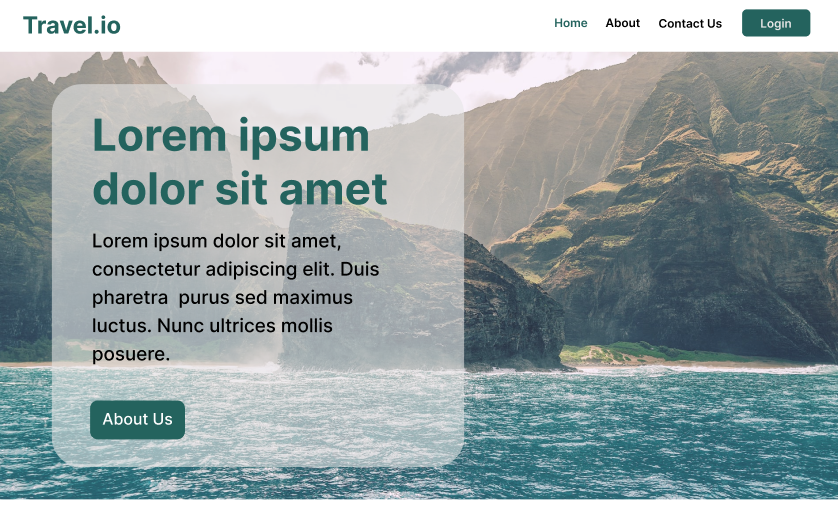 Travel.io
Home About Contact Us Login
Lorem ipsum
dolor sit amet
Lorem ipsum dolor sit amet,
consectetur adipiscing elit. Duis
pharetra  purus sed maximus
luctus. Nunc ultrices mollis
posuere.
About Us